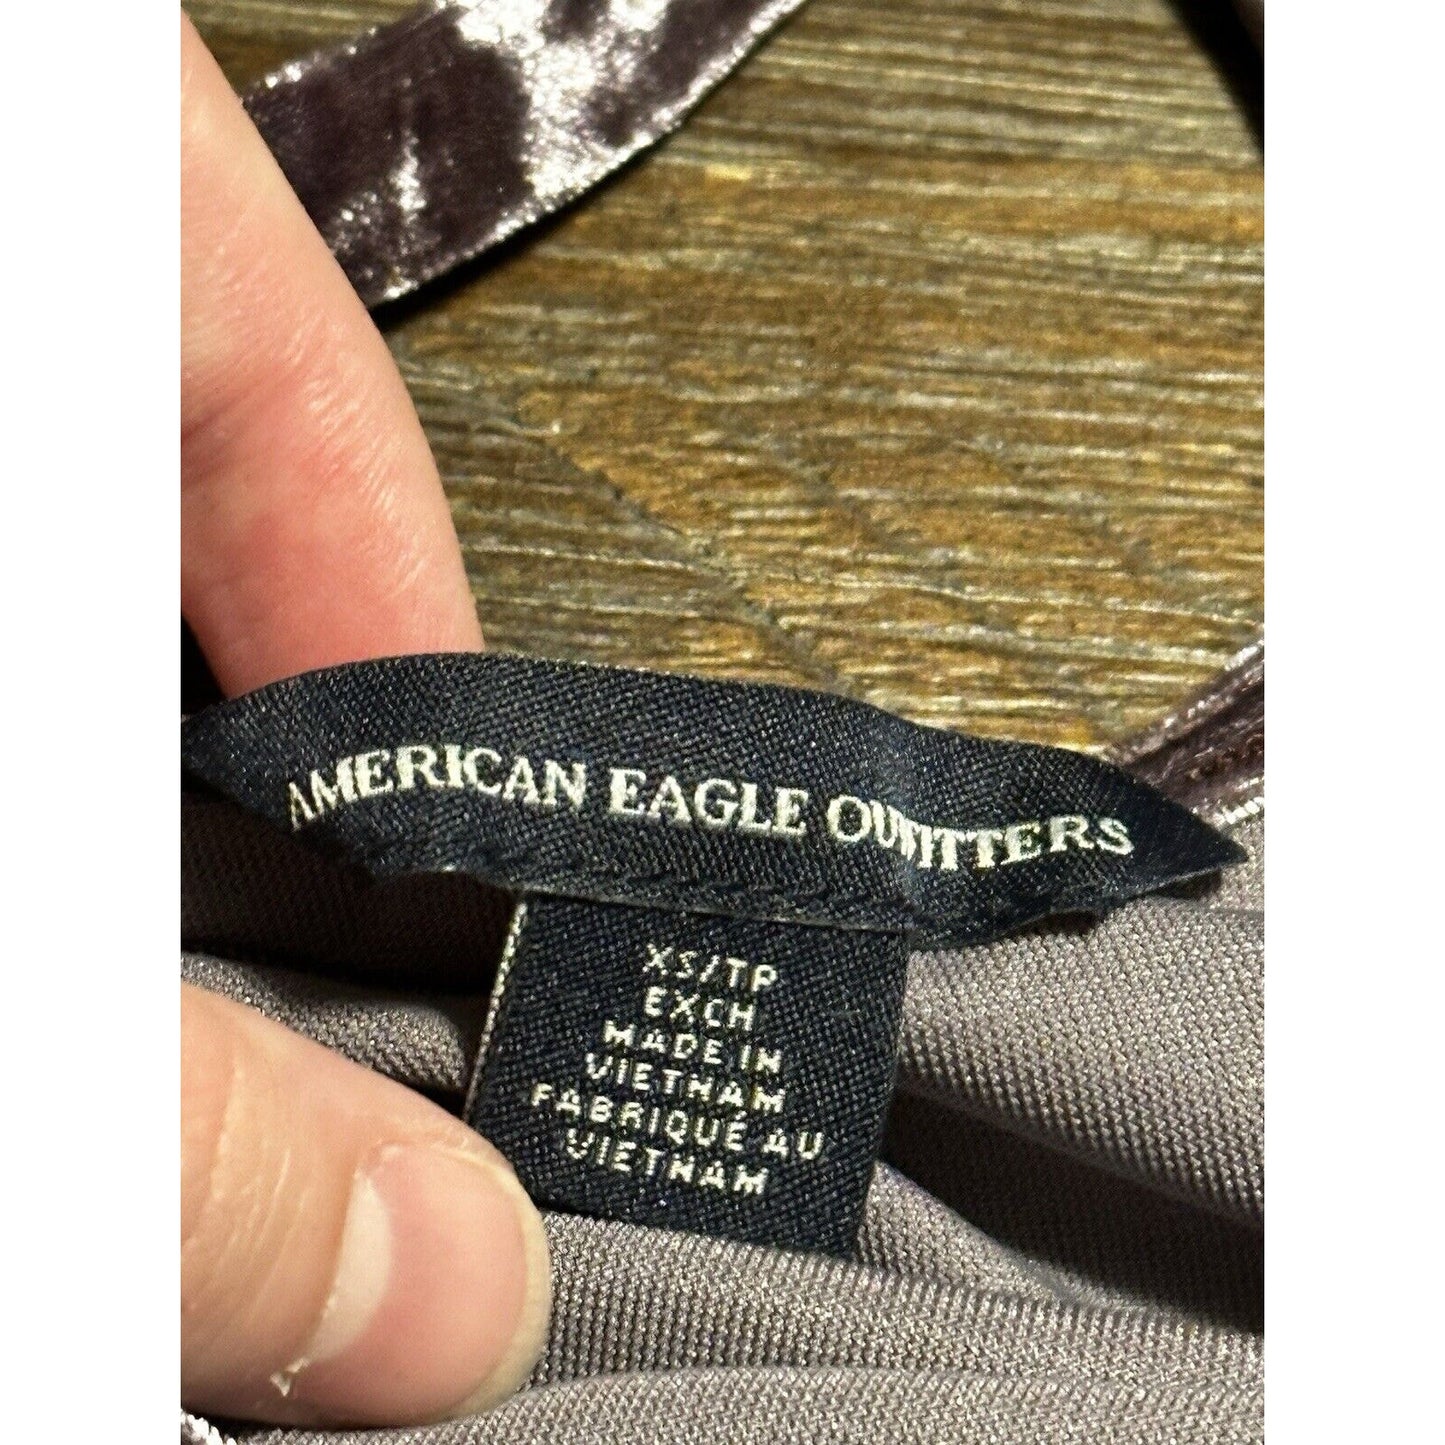 AMERICAN EAGLE OUTFITTERS
XS/TP
EXCH
MADE IN
VIETNAM
FABRIQUÉ AU
VIETNAM